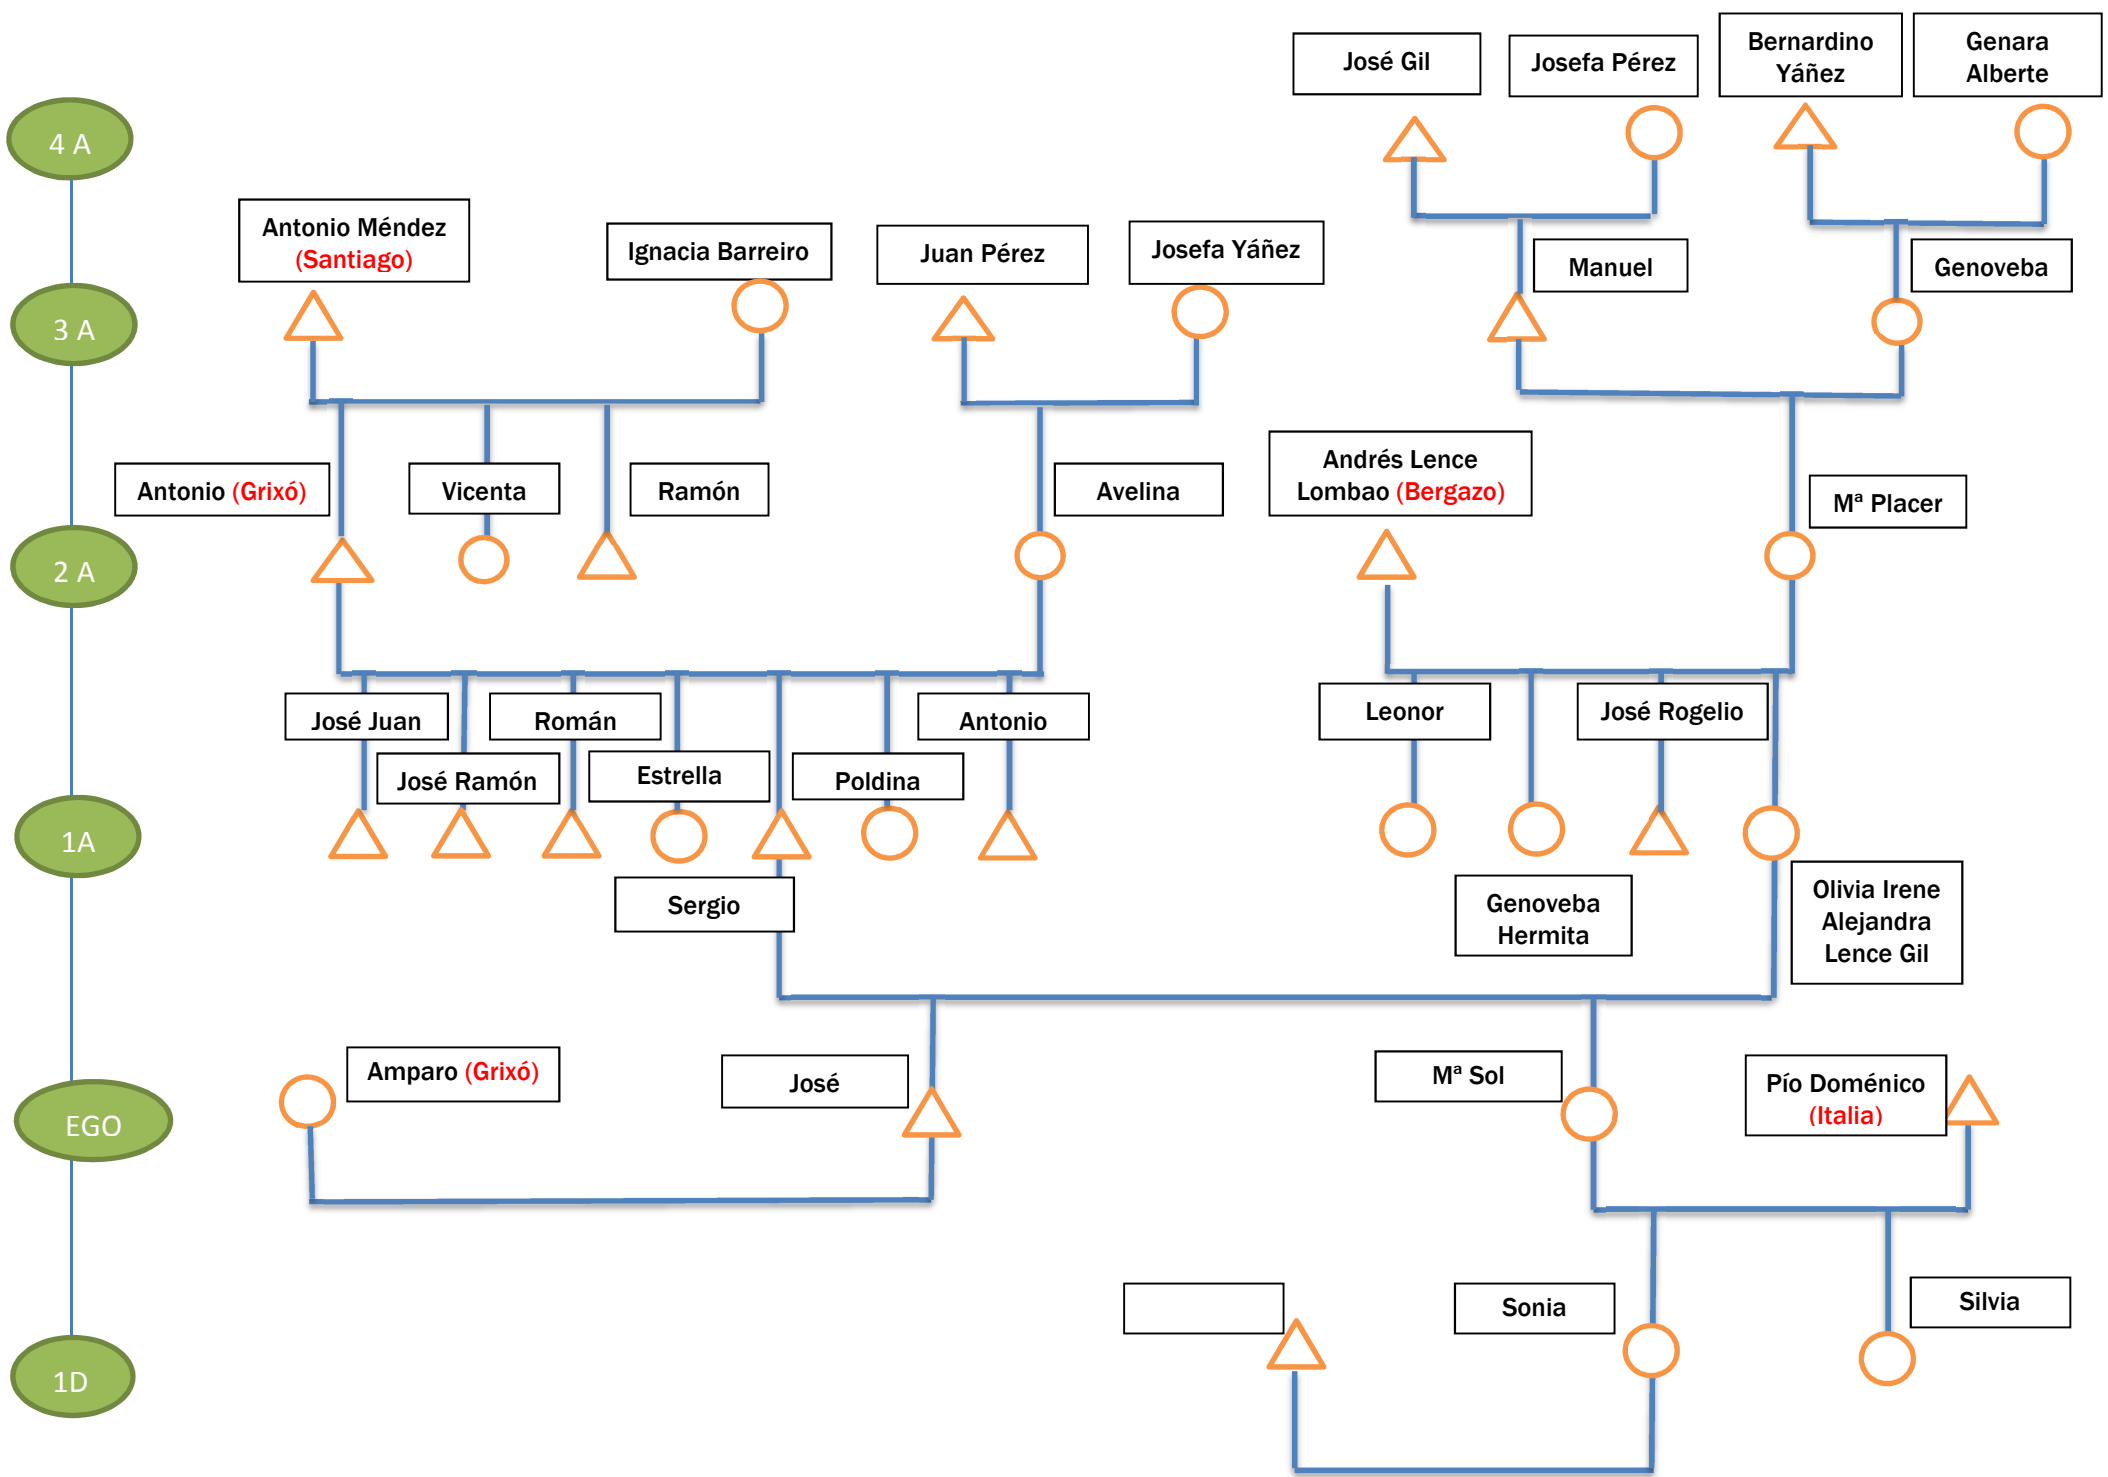 José Gil
Josefa Pérez
Bernardino
Yáñez
Genara
Alberte
4 A
Antonio Méndez
(Santiago)
Ignacia Barreiro
Juan Pérez
Josefa Yáñez
Manuel
Genoveba
3 A
Antonio (Grixó)
Vicenta
Ramón
Avelina
Andrés Lence
Lombao (Bergazo)
Mª Placer
2 A
José Juan
José Ramón
Román
Estrella
Poldina
Antonio
Leonor
José Rogelio
1A
Sergio
Genoveba
Hermita
Olivia Irene
Alejandra
Lence Gil
Amparo (Grixó)
José
Mª Sol
Pío Doménico
(Italia)
EGO
Sonia
Silvia
1D